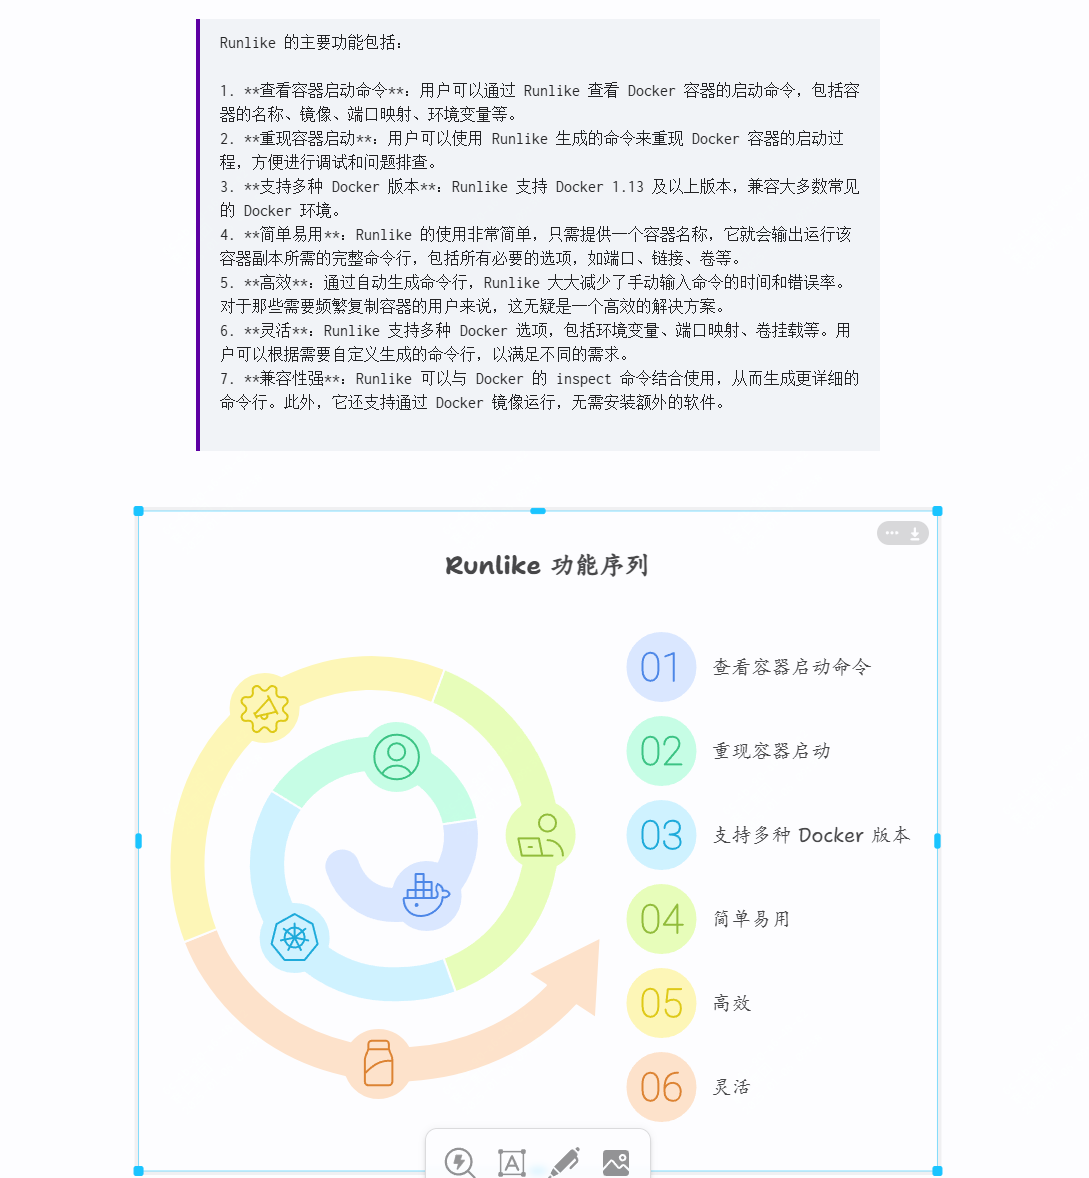 Runlike 的主要功能包括：
1. **查看容器启动命令**：用户可以通过 Runlike 查看 Docker 容器的启动命令，包括容
器的名称、镜像、端口映射、环境变量等。
2. **重现容器启动**：用户可以使用 Runlike 生成的命令来重现 Docker 容器的启动过
程，方便进行调试和问题排查。
3. **支持多种 Docker 版本**：Runlike 支持 Docker 1.13 及以上版本，兼容大多数常见
的 Docker 环境。
4. **简单易用**：Runlike 的使用非常简单，只需提供一个容器名称，它就会输出运行该
容器副本所需的完整命令行，包括所有必要的选项，如端口、链接、卷等。
5. **高效**：通过自动生成命令行，Runlike 大大减少了手动输入命令的时间和错误率。
对于那些需要频繁复制容器的用户来说，这无疑是一个高效的解决方案。
6. **灵活**：Runlike 支持多种 Docker 选项，包括环境变量、端口映射、卷挂载等。用
户可以根据需要自定义生成的命令行，以满足不同的需求。
7. **兼容性强**：Runlike 可以与 Docker 的 inspect 命令结合使用，从而生成更详细的
命令行。此外，它还支持通过 Docker 镜像运行，无需安装额外的软件。
Runlike 功能序列
01 查看容器启动命令
02 重现容器启动
03 支持多种 Docker 版本
04 简单易用
05 高效
06 灵活